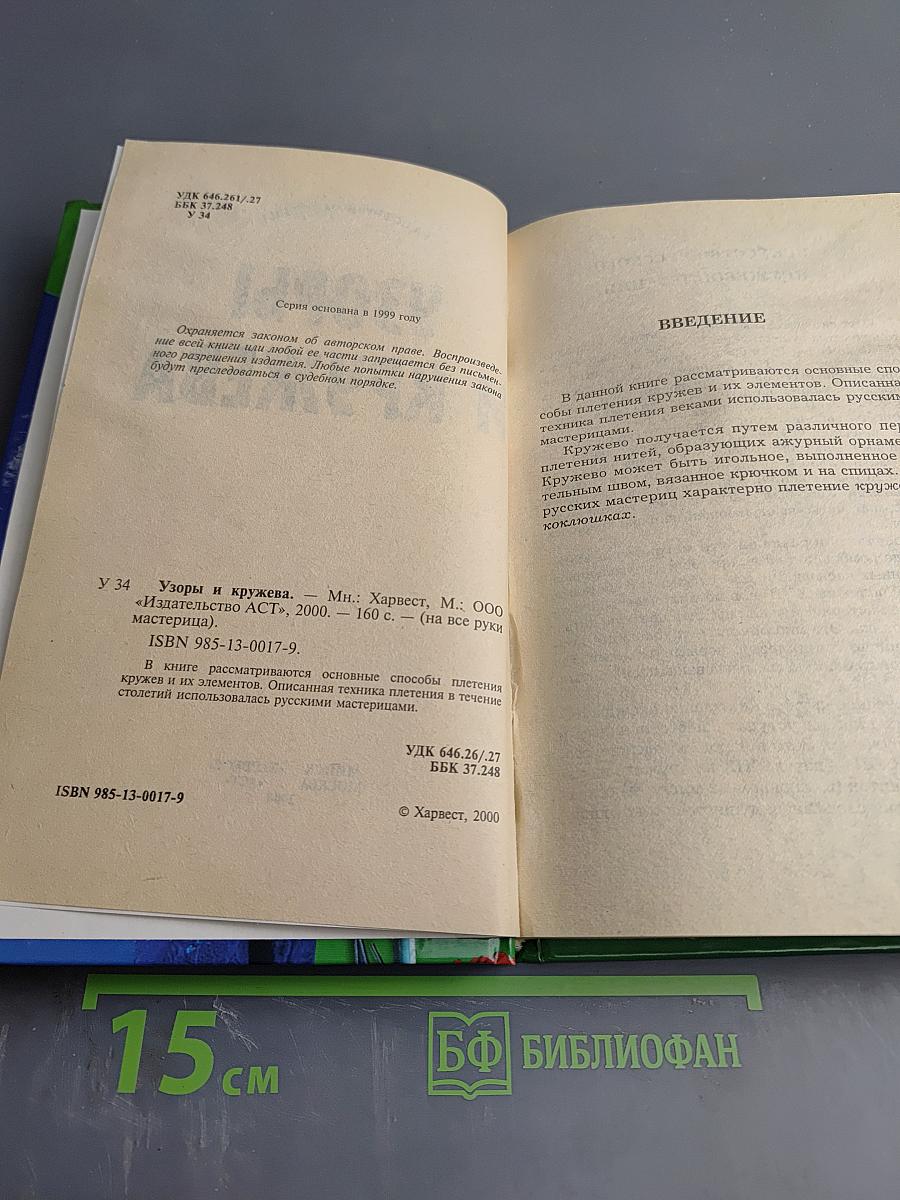 УДК 646.261/.27
ББК 37.248
У 34
Серия основана в 1999 году
Охраняется законом об авторском праве. Воспроизведе-
ние всей книги или любой ее части запрещается без письмен-
ного разрешения издателя. Любые попытки нарушения закона
будут преследоваться в судебном порядке.
У 34 Узоры и кружева. — Мн.: Харвест, М.: ООО
«Издательство АСТ», 2000. — 160 с. — (на все руки
мастерица).
ISBN 985-13-0017-9.
В книге рассматриваются основные способы плетения
кружев и их элементов. Описанная техника плетения в течение
столетий использовалась русскими мастерицами.
УДК 646.26/.27
ББК 37.248
ISBN 985-13-0017-9
© Харвест, 2000
ВВЕДЕНИЕ
В данной книге рассматриваются основные спо
собы плетения кружев и их элементов. Описанна
техника плетения веками использовалась русским
мастерицами.
Кружево получается путем различного пер
плетения нитей, образующих ажурный орнаме
Кружево может быть игольное, выполненное
тельным швом, вязанное крючком и на спицах.
русских мастериц характерно плетение круже
коклюшках.
15 см
БФ БИБЛИОФАН